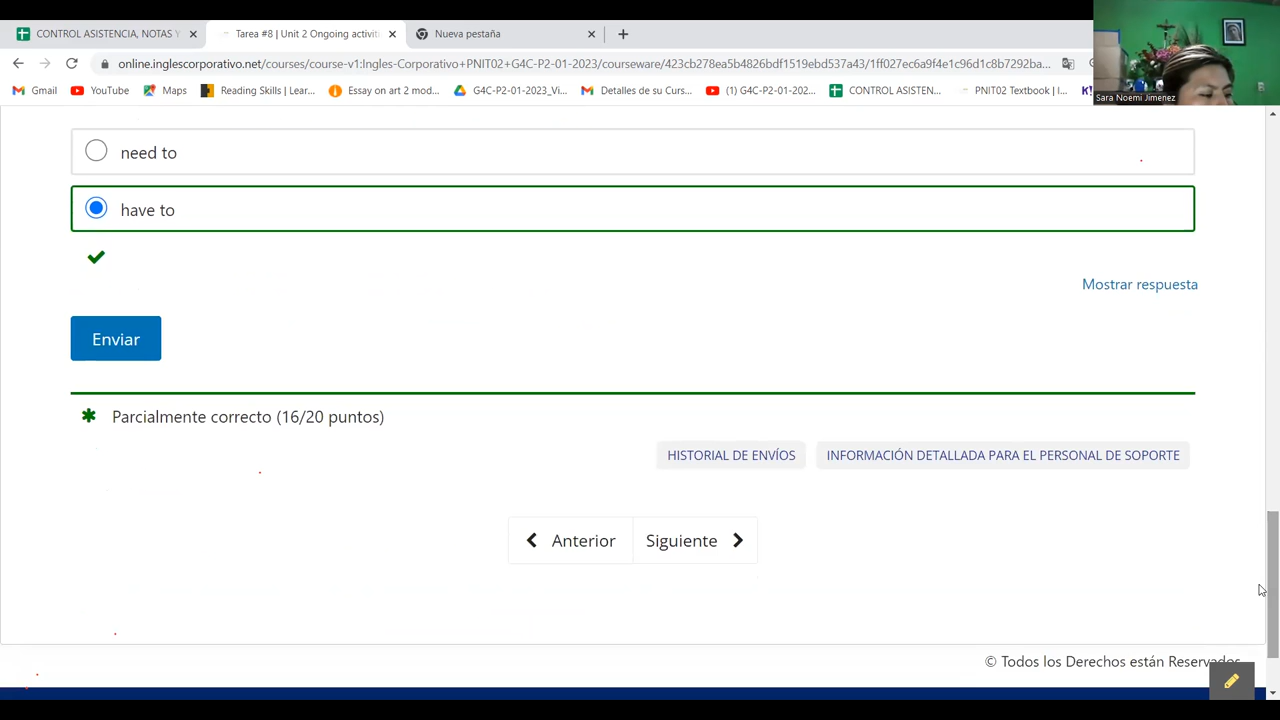 CONTROL ASISTENCIA, NOTAS Y
Tarea #8 | Unit 2 Ongoing activiti
Nueva pestaña
online.inglescorporativo.net/courses/course-v1:Ingles-Corporativo+PNIT02+G4C-P2-01-2023/courseware/423cb278ea5b4826bdf1519ebd537a43/1ff027ec6a9f4e1c96d1c8b7292ba...
Gmail
YouTube
Maps
Reading Skills | Lear...
Essay on art 2 mod...
G4C-P2-01-2023_Vi...
Detalles de su Curs...
(1) G4C-P2-01-202...
CONTROL ASISTEN...
PNIT02 Textbook | I...
Sara Noemi Jimenez
need to
have to
Mostrar respuesta
Enviar
Parcialmente correcto (16/20 puntos)
HISTORIAL DE ENVÍOS
INFORMACIÓN DETALLADA PARA EL PERSONAL DE SOPORTE
Anterior
Siguiente
© Todos los Derechos están Reservados